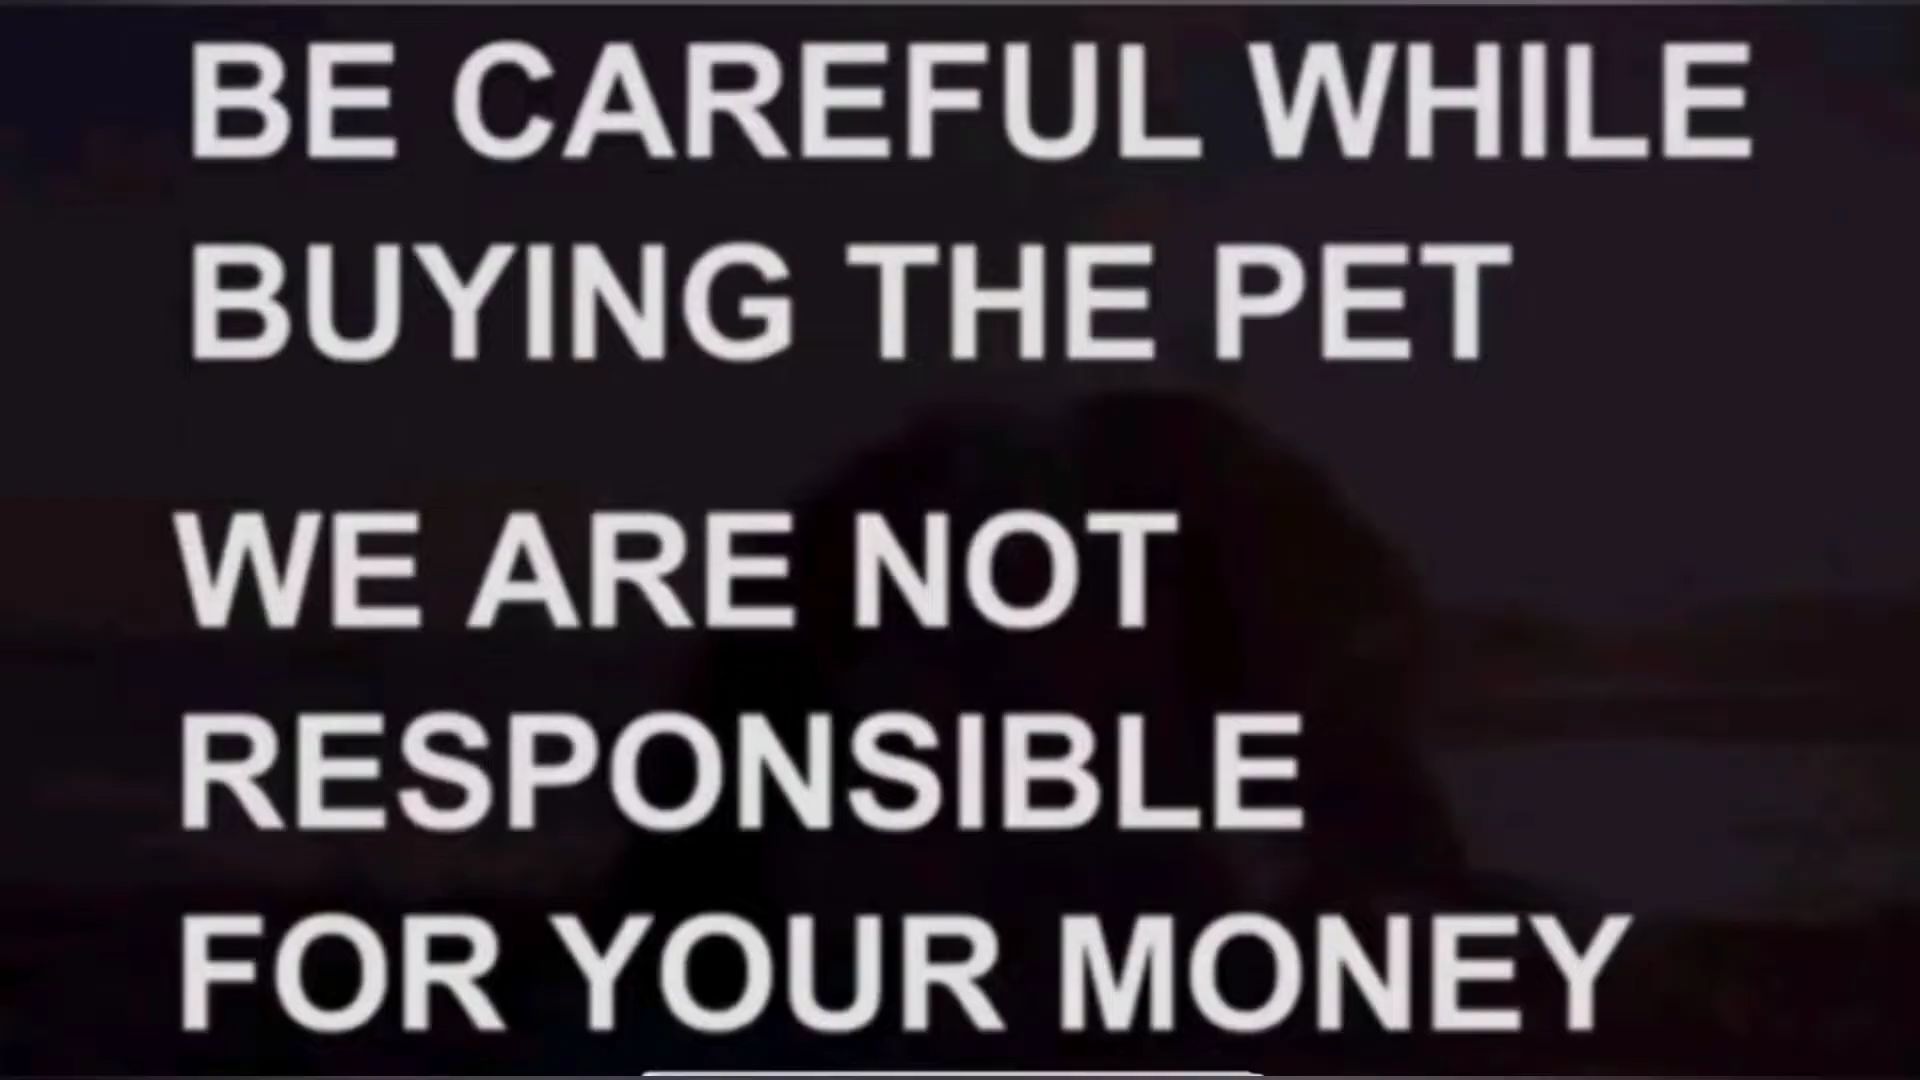 BE CAREFUL WHILE
BUYING THE PET
WE ARE NOT
RESPONSIBLE
FOR YOUR MONEY